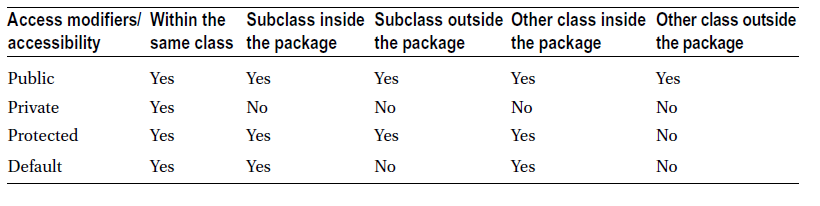 Access modifiers/ Within the Subclass inside Subclass outside Other class inside Other class outside
accessibility same class the package the package the package the package
Public Yes Yes Yes Yes Yes
Private Yes No No No No
Protected Yes Yes Yes Yes No
Default Yes Yes No Yes No